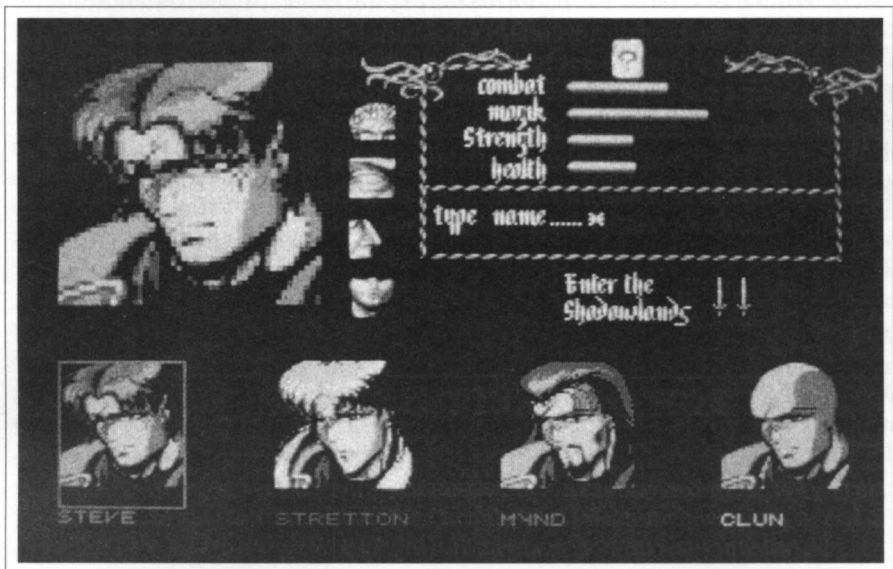 ?
combat
magik
Strength
health
type name...... *
Enter the
Shadowlands
STEVE
STRETTON
MYND
CLUN